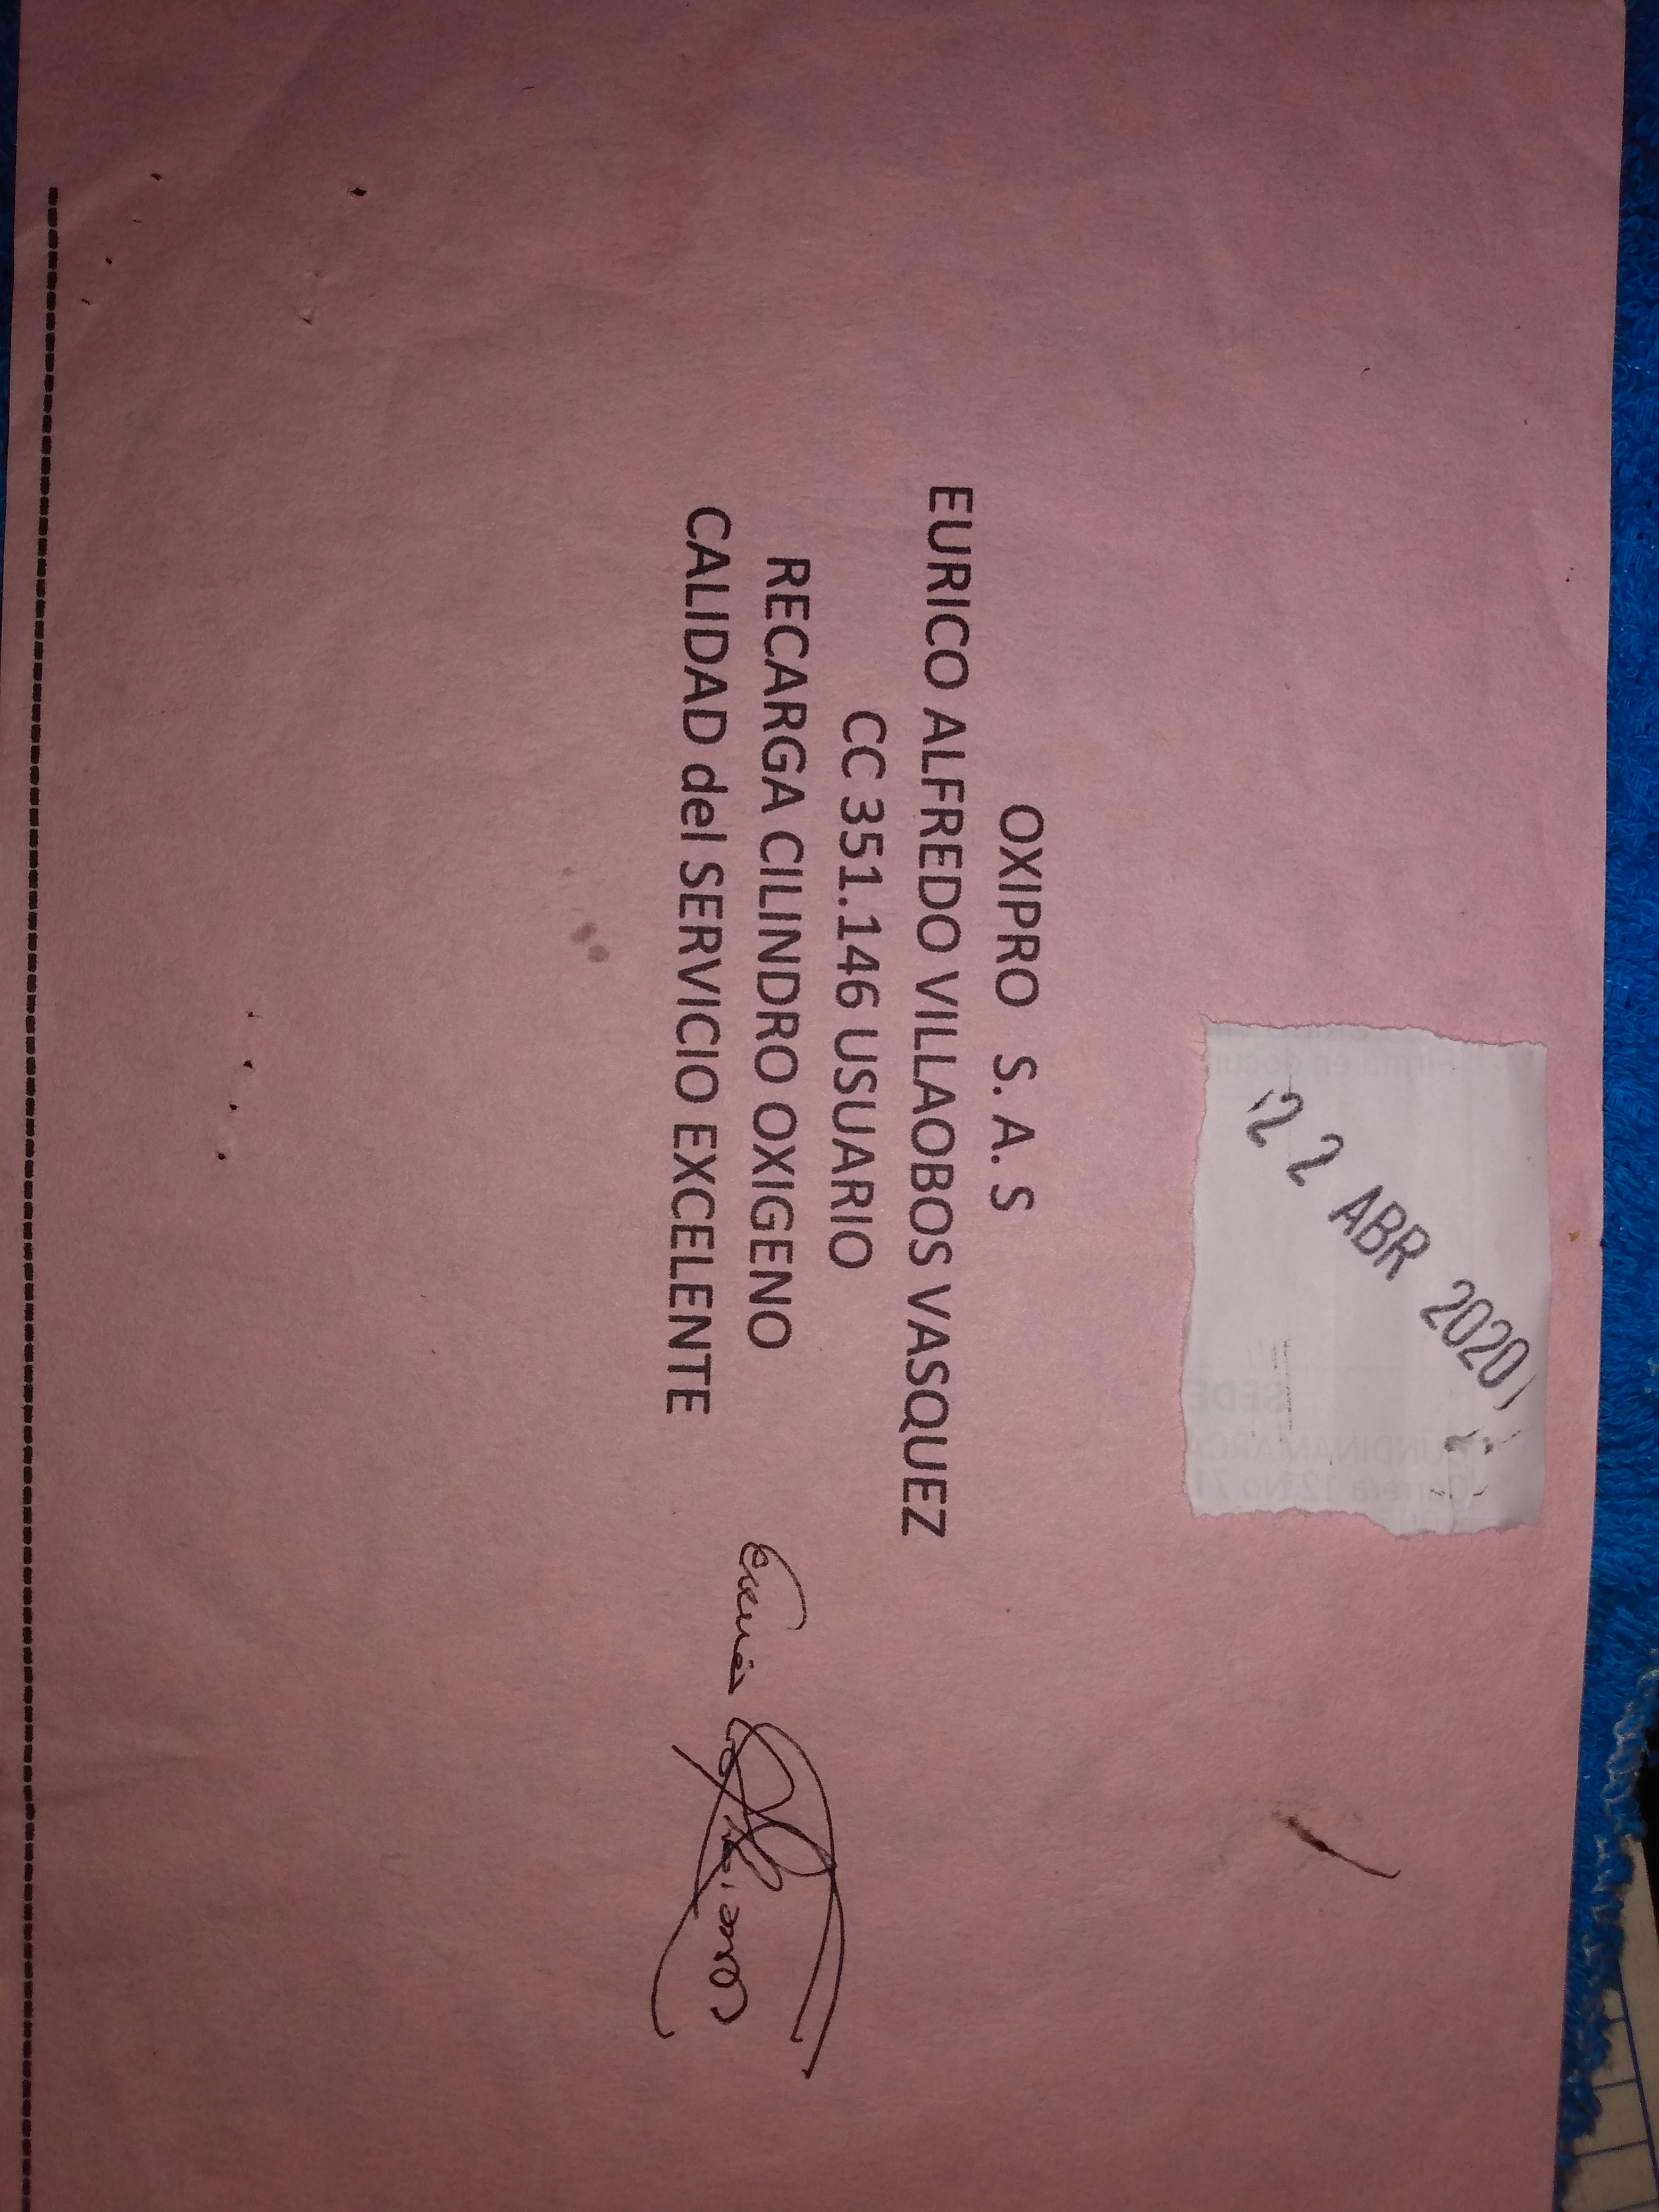 22 ABR 2020
OXIPRO S. A. S
EURICO ALFREDO VILLAOBOS VASQUEZ
CC 351.146 USUARIO
RECARGA CILINDRO OXIGENO
CALIDAD del SERVICIO EXCELENTE